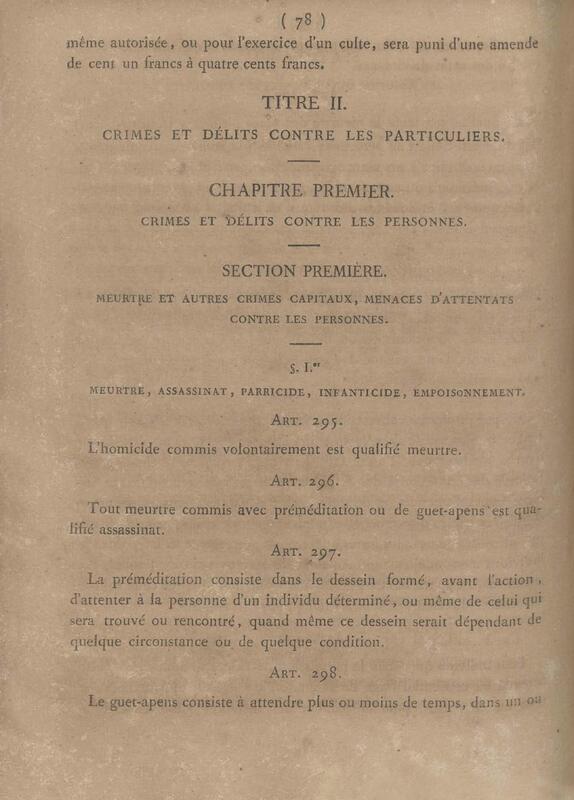 ( 78 )
même autorisée, ou pour l'exercice d'un culte, sera puni d'une amende
de cent un francs à quatre cents francs.
TITRE II.
CRIMES ET DÉLITS CONTRE LES PARTICULIERS.
CHAPITRE PREMIER.
CRIMES ET DÉLITS CONTRE LES PERSONNES.
SECTION PREMIÈRE.
MEURTRE ET AUTRES CRIMES CAPITAUX, MENACES D'ATTENTATS
CONTRE LES PERSONNES.
§. I.er
MEURTRE, ASSASSINAT, PARRICIDE, INFANTICIDE, EMPOISONNEMENT.
ART. 295.
L'homicide commis volontairement est qualifié meurtre.
ART. 296.
Tout meurtre commis avec préméditation ou de guet-apens est qua-
lifié assassinat.
ART. 297.
La préméditation consiste dans le dessein formé, avant l'action,
d'attenter à la personne d'un individu déterminé, ou même de celui qui
sera trouvé ou rencontré, quand même ce dessein serait dépendant de
quelque circonstance ou de quelque condition.
ART. 298.
Le guet-apens consiste à attendre plus ou moins de temps, dans un ou